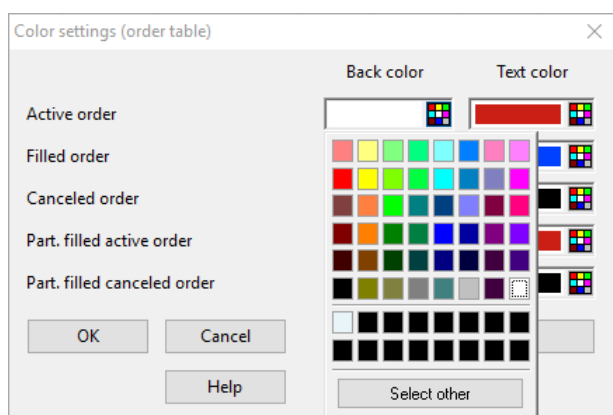 Color settings (order table)
Back color Text color
Active order
Filled order
Canceled order
Part. filled active order
Part. filled canceled order
OK Cancel
Help Select other